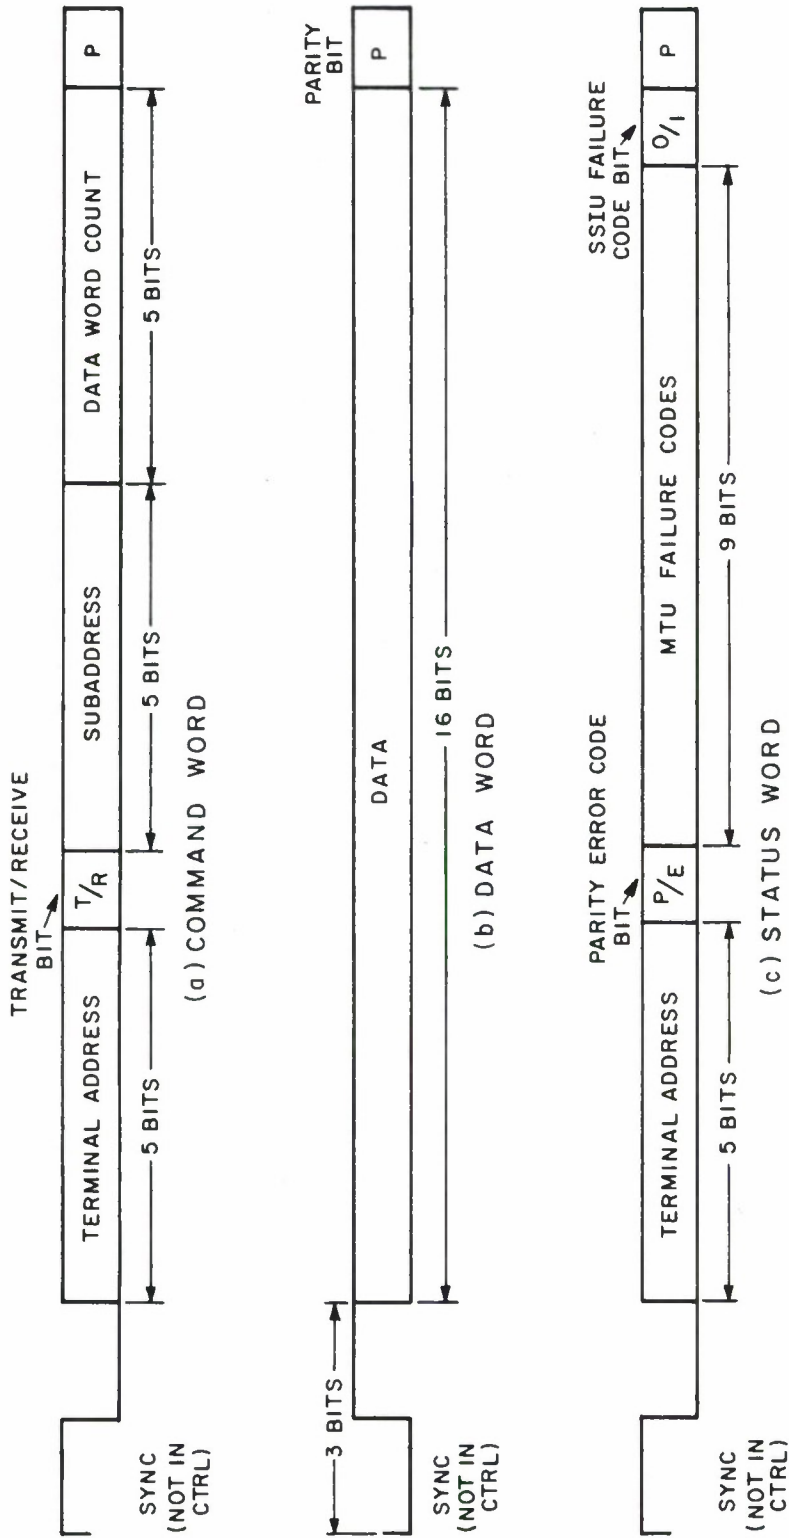 TRANSMIT/RECEIVE
BIT
TERMINAL ADDRESS
T/R
SUBADDRESS
DATA WORD COUNT
P
SYNC
(NOT IN
CTRL)
5 BITS
5 BITS
5 BITS
(a) COMMAND WORD
PARITY
BIT
3 BITS
DATA
P
SYNC
(NOT IN
CTRL)
16 BITS
(b) DATA WORD
PARITY ERROR CODE
BIT
SSIU FAILURE
CODE BIT
TERMINAL ADDRESS
P/E
MTU FAILURE CODES
0/1
P
SYNC
(NOT IN
CTRL)
5 BITS
9 BITS
(c) STATUS WORD